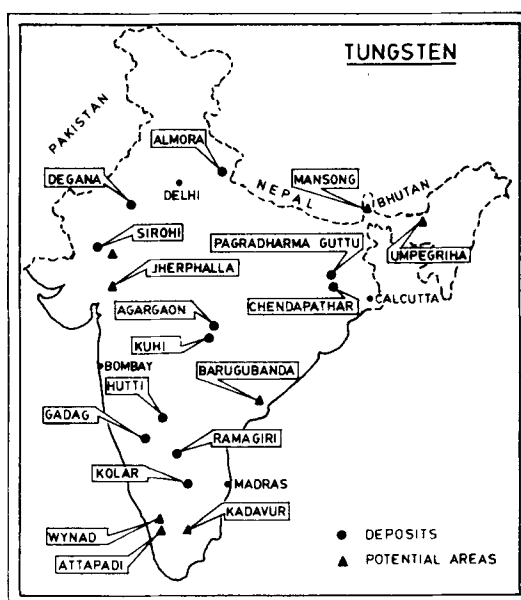 TUNGSTEN
PAKISTAN
ALMORA
DEGANA
DELHI
NEPAL
MANSONG
BHUTAN
SIROHI
PAGRADHARMA GUTTU
UMPEGRIHA
JHERPHALLA
CHENDAPATHAR
CALCUTTA
AGARGAON
KUHI
BOMBAY
BARUGUBANDA
HUTTI
GADAG
RAMAGIRI
KOLAR
MADRAS
KADAVUR
WYNAD
ATTAPADI
DEPOSITS
POTENTIAL AREAS